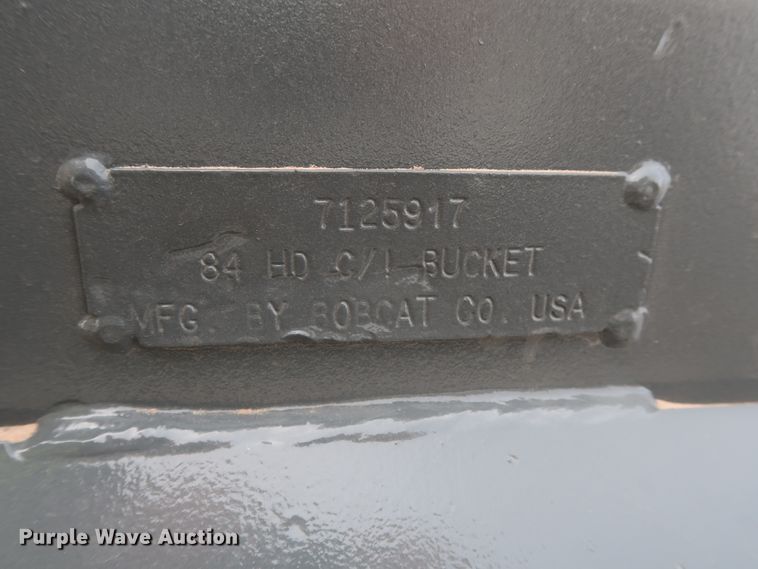 7125917
84 HD C/I BUCKET
MFG. BY BOBCAT CO. USA
Purple Wave Auction